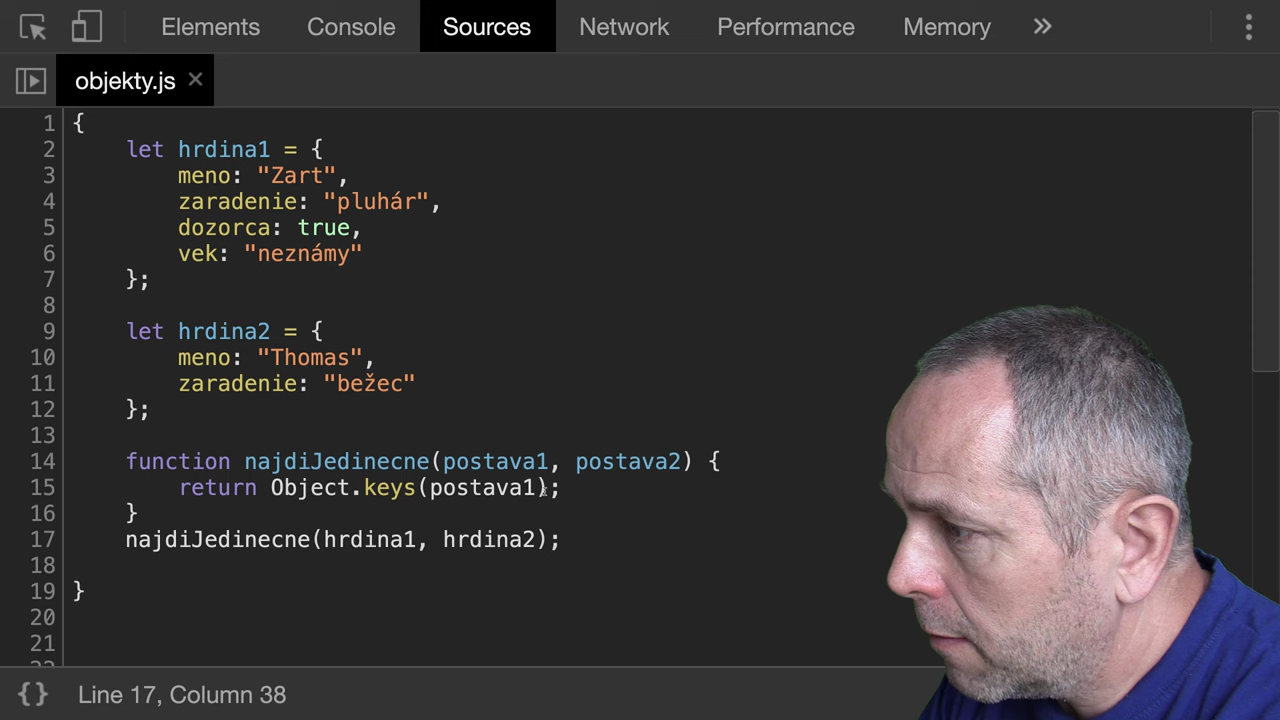 Elements Console Sources Network Performance Memory »
objekty.js ×
1 {
2     let hrdina1 = {
3         meno: "Zart",
4         zaradenie: "pluhár",
5         dozorca: true,
6         vek: "neznámy"
7     };
8
9     let hrdina2 = {
10         meno: "Thomas",
11         zaradenie: "bežec"
12     };
13
14     function najdiJedinecne(postava1, postava2) {
15         return Object.keys(postava1);
16     }
17     najdiJedinecne(hrdina1, hrdina2);
18
19 }
20
21
{} Line 17, Column 38